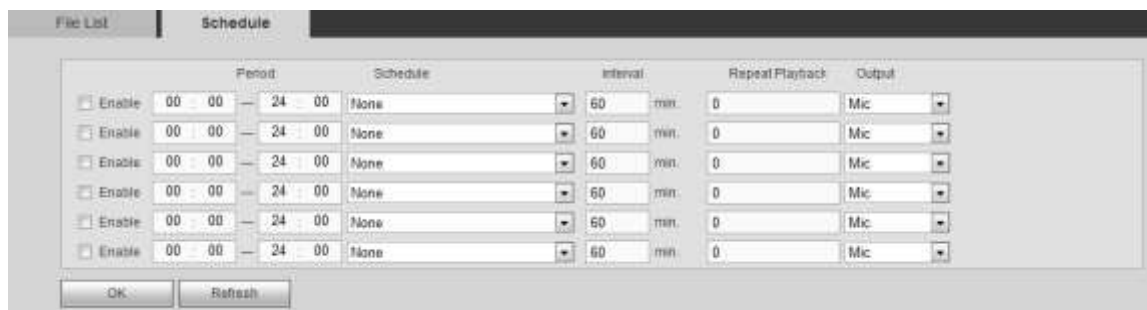 File List Schedule
Period Schedule Interval Repeat Playback Output
Enable 00 : 00 — 24 : 00 None 60 min. 0 Mic
Enable 00 : 00 — 24 : 00 None 60 min. 0 Mic
Enable 00 : 00 — 24 : 00 None 60 min. 0 Mic
Enable 00 : 00 — 24 : 00 None 60 min. 0 Mic
Enable 00 : 00 — 24 : 00 None 60 min. 0 Mic
Enable 00 : 00 — 24 : 00 None 60 min. 0 Mic
OK Refresh